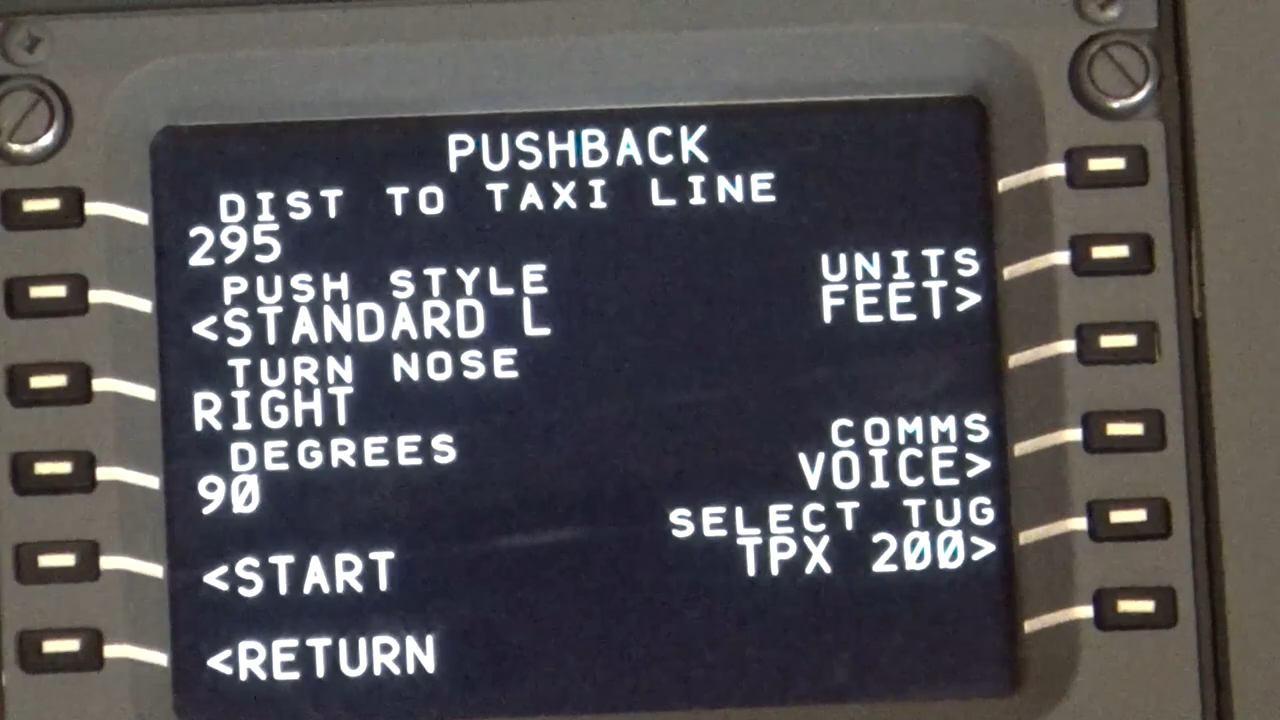 PUSHBACK
DIST TO TAXI LINE
295
PUSH STYLE UNITS
<STANDARD L FEET>
TURN NOSE
RIGHT
DEGREES COMMS
90 VOICE>
SELECT TUG
<START TPX 200>
<RETURN